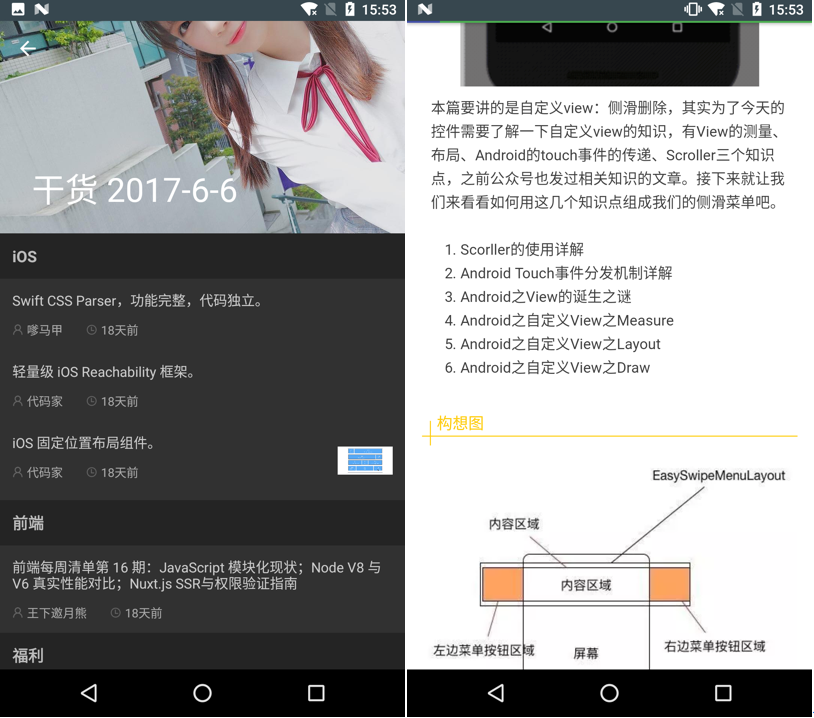 15:53
干货 2017-6-6
iOS
Swift CSS Parser，功能完整，代码独立。
嗲马甲 18天前
轻量级 iOS Reachability 框架。
代码家 18天前
iOS 固定位置布局组件。
代码家 18天前
前端
前端每周清单第 16 期：JavaScript 模块化现状；Node V8 与
V6 真实性能对比；Nuxt.js SSR与权限验证指南
王下邀月熊 18天前
福利
15:53
本篇要讲的是自定义view：侧滑删除，其实为了今天的
控件需要了解一下自定义view的知识，有View的测量、
布局、Android的touch事件的传递、Scroller三个知识
点，之前公众号也发过相关知识的文章。接下来就让我
们来看看如何用这几个知识点组成我们的侧滑菜单吧。
1. Scorller的使用详解
2. Android Touch事件分发机制详解
3. Android之View的诞生之谜
4. Android之自定义View之Measure
5. Android之自定义View之Layout
6. Android之自定义View之Draw
构想图
EasySwipeMenuLayout
内容区域
内容区域
左边菜单按钮区域
屏幕
右边菜单按钮区域